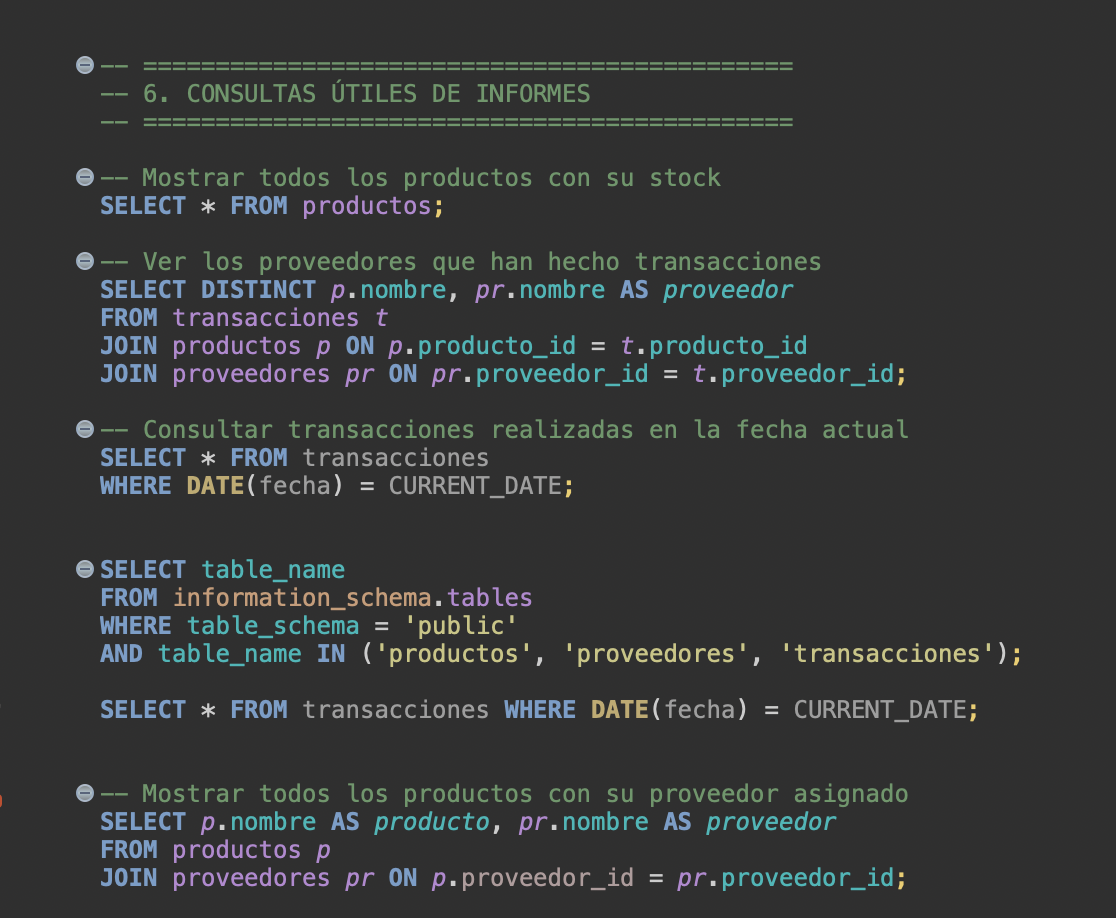 -- =============================================
-- 6. CONSULTAS ÚTILES DE INFORMES
-- =============================================
-- Mostrar todos los productos con su stock
SELECT * FROM productos;
-- Ver los proveedores que han hecho transacciones
SELECT DISTINCT p.nombre, pr.nombre AS proveedor
FROM transacciones t
JOIN productos p ON p.producto_id = t.producto_id
JOIN proveedores pr ON pr.proveedor_id = t.proveedor_id;
-- Consultar transacciones realizadas en la fecha actual
SELECT * FROM transacciones
WHERE DATE(fecha) = CURRENT_DATE;
SELECT table_name
FROM information_schema.tables
WHERE table_schema = 'public'
AND table_name IN ('productos', 'proveedores', 'transacciones');
SELECT * FROM transacciones WHERE DATE(fecha) = CURRENT_DATE;
-- Mostrar todos los productos con su proveedor asignado
SELECT p.nombre AS producto, pr.nombre AS proveedor
FROM productos p
JOIN proveedores pr ON p.proveedor_id = pr.proveedor_id;